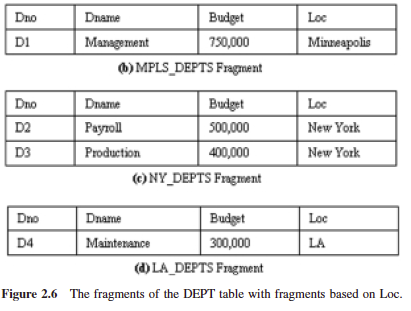 Dno Dname Budget Loc
D1 Management 750,000 Minneapolis
(b) MPLS_DEPTS Fragment
Dno Dname Budget Loc
D2 Payroll 500,000 New York
D3 Production 400,000 New York
(c) NY_DEPTS Fragment
Dno Dname Budget Loc
D4 Maintenance 300,000 LA
(d) LA_DEPTS Fragment
Figure 2.6 The fragments of the DEPT table with fragments based on Loc.